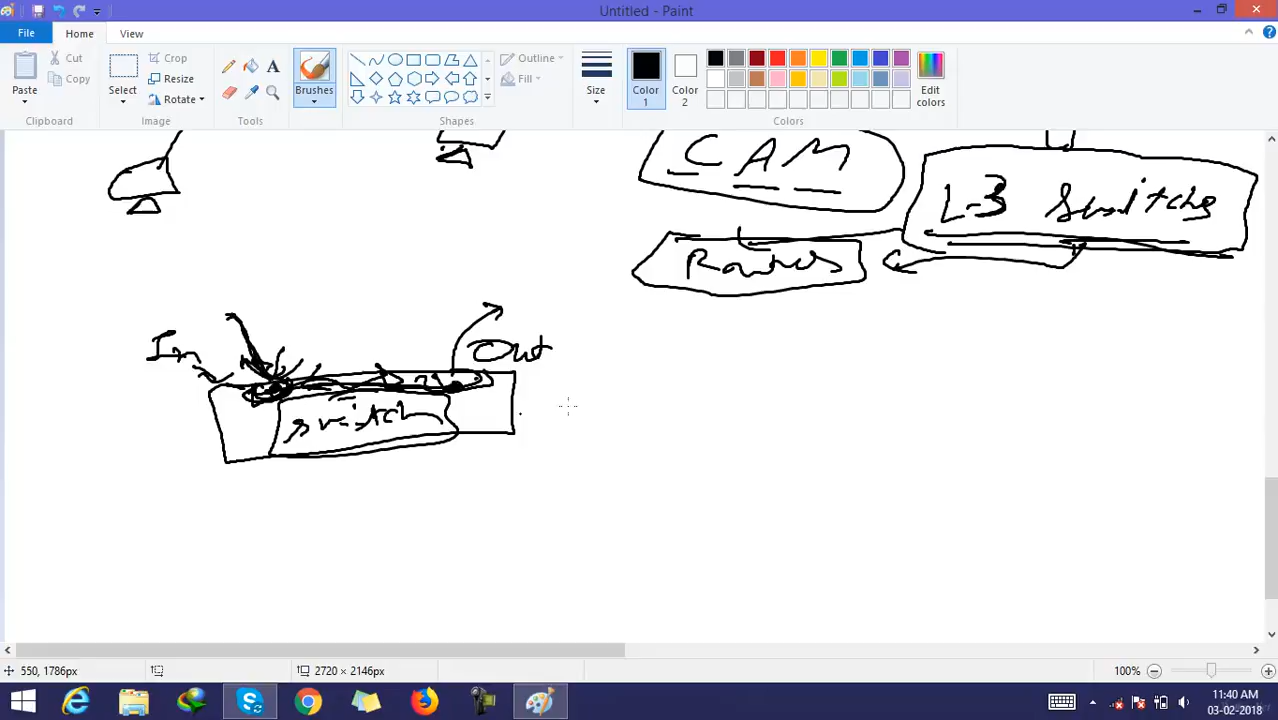 Untitled - Paint
File
Home
View
Paste
Cut
Copy
Clipboard
Select
Crop
Resize
Rotate
Image
A
Tools
Brushes
Outline
Fill
Shapes
Size
Color 1
Color 2
Edit colors
Colors
CAM
L-3 Switchs
In
Out
switch
550, 1786px
2720 × 2146px
100%
11:40 AM
03-02-2018